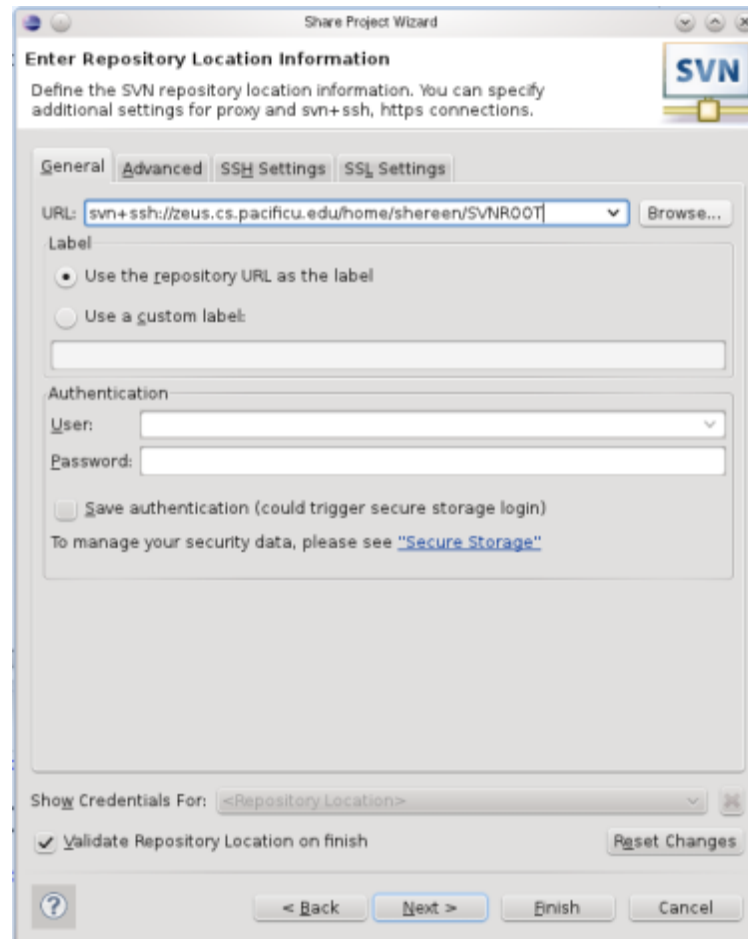 Share Project Wizard
Enter Repository Location Information
Define the SVN repository location information. You can specify
additional settings for proxy and svn+ssh, https connections.
SVN
General Advanced SSH Settings SSL Settings
URL: svn+ssh://zeus.cs.pacificu.edu/home/shereen/SVNROOT Browse...
Label
Use the repository URL as the label
Use a custom label:
Authentication
User:
Password:
Save authentication (could trigger secure storage login)
To manage your security data, please see "Secure Storage"
Show Credentials For: <Repository Location>
Validate Repository Location on finish Reset Changes
? < Back Next > Finish Cancel